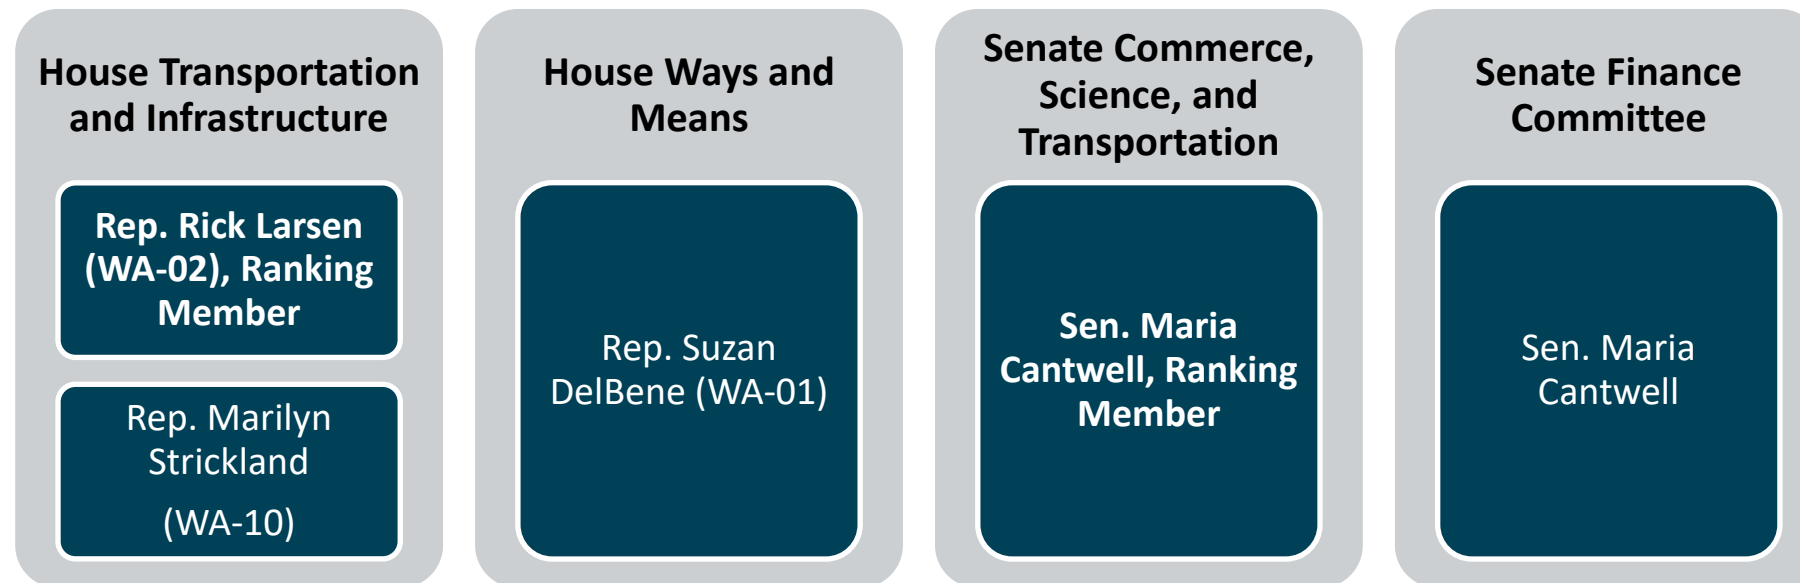 House Transportation
and Infrastructure
Rep. Rick Larsen
(WA-02), Ranking
Member
Rep. Marilyn
Strickland
(WA-10)
House Ways and
Means
Rep. Suzan
DelBene (WA-01)
Senate Commerce,
Science, and
Transportation
Sen. Maria
Cantwell, Ranking
Member
Senate Finance
Committee
Sen. Maria
Cantwell